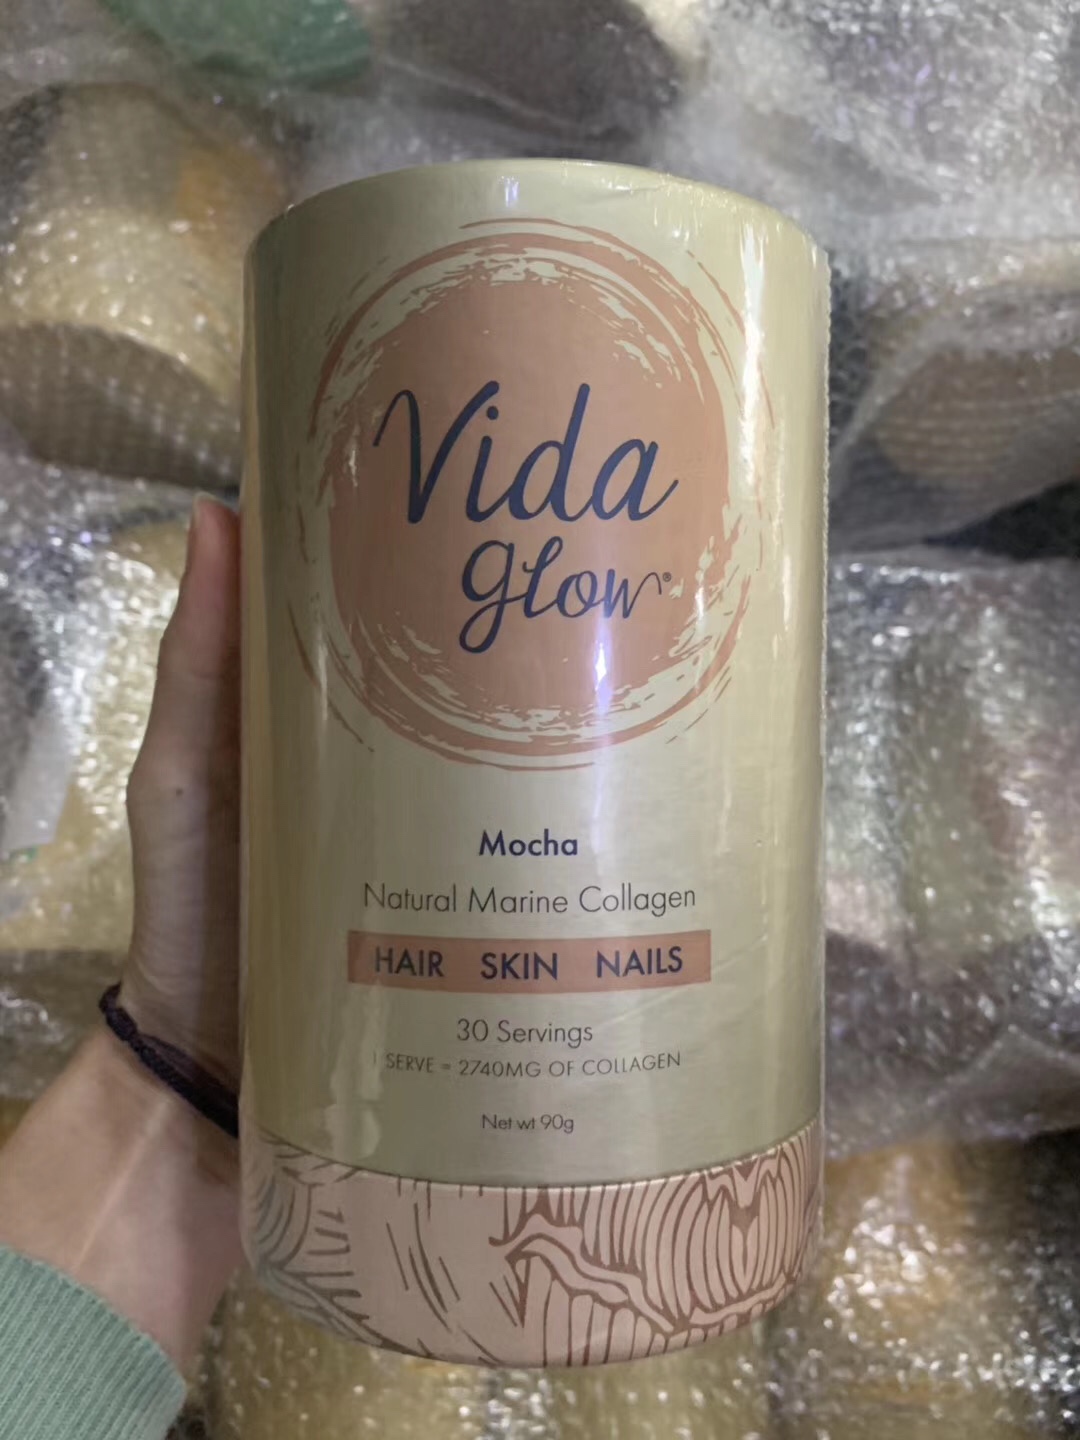 Vida
glow®
Mocha
Natural Marine Collagen
HAIR SKIN NAILS
30 Servings
1 SERVE = 2740MG OF COLLAGEN
Net wt 90g